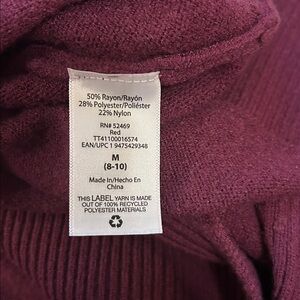 50% Rayon/Rayón
28% Polyester/Poliéster
22% Nylon
RN# 52469
Red
TT41100016574
EAN/UPC 1 9475429348
M
(8-10)
Made In/Hecho En
China
THIS LABEL YARN IS MADE
OUT OF 100% RECYCLED
POLYESTER MATERIALS